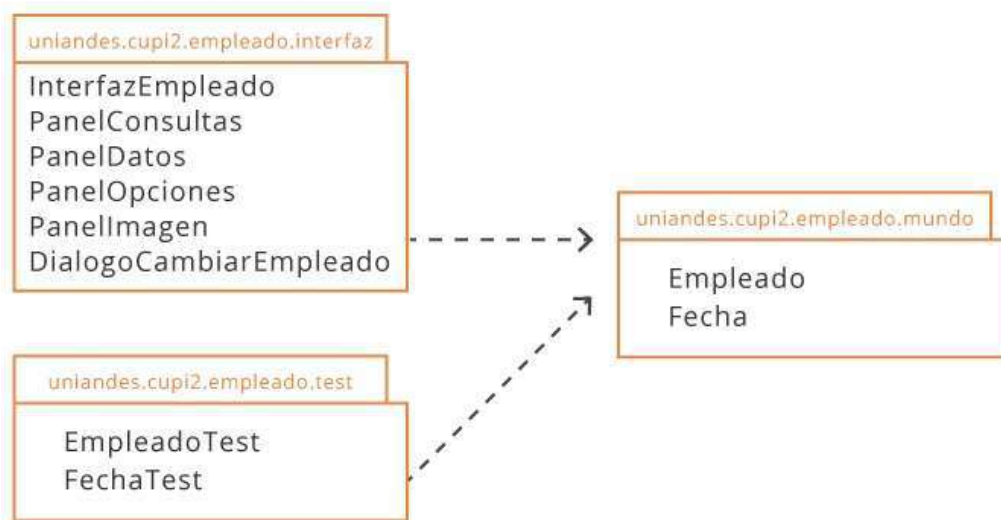 uniandes.cupi2.empleado.interfaz
InterfazEmpleado
PanelConsultas
PanelDatos
PanelOpciones
PanelImagen
DialogoCambiarEmpleado
uniandes.cupi2.empleado.mundo
Empleado
Fecha
uniandes.cupi2.empleado.test
EmpleadoTest
FechaTest